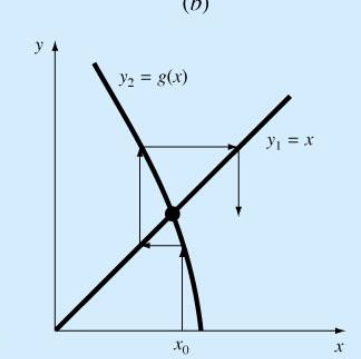 (b)
y
y₂ = g(x)
y₁ = x
x₀
x